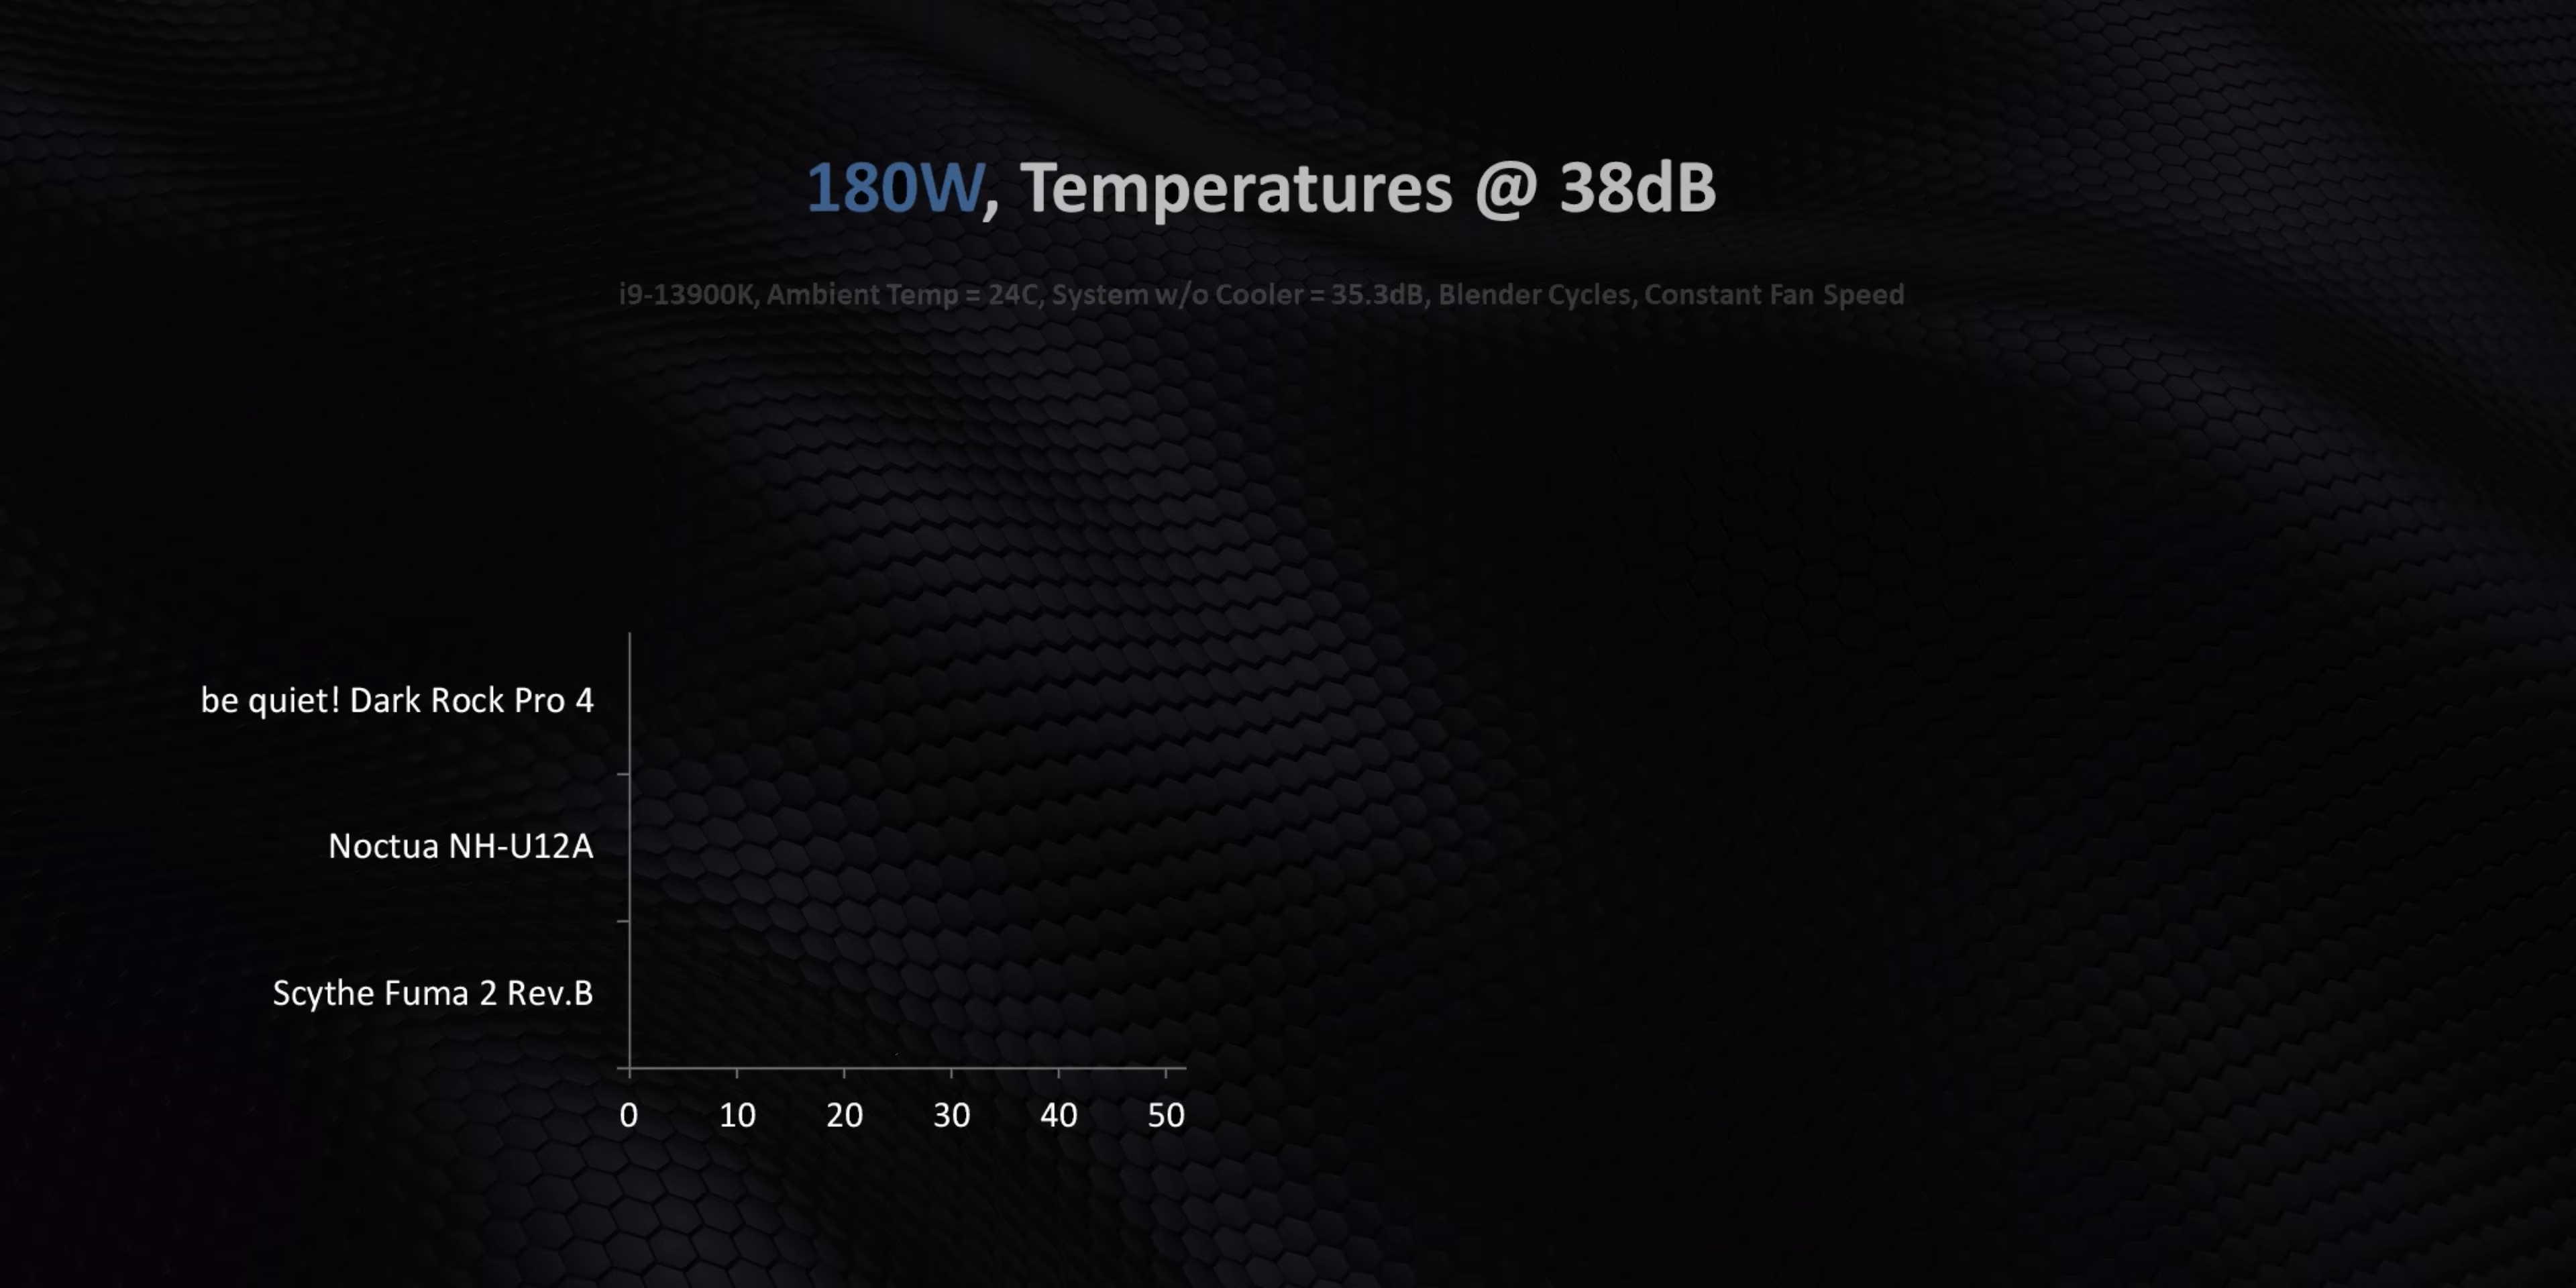 180W, Temperatures @ 38dB
i9-13900K, Ambient Temp = 24C, System w/o Cooler = 35.3dB, Blender Cycles, Constant Fan Speed
be quiet! Dark Rock Pro 4
Noctua NH-U12A
Scythe Fuma 2 Rev.B
0 10 20 30 40 50